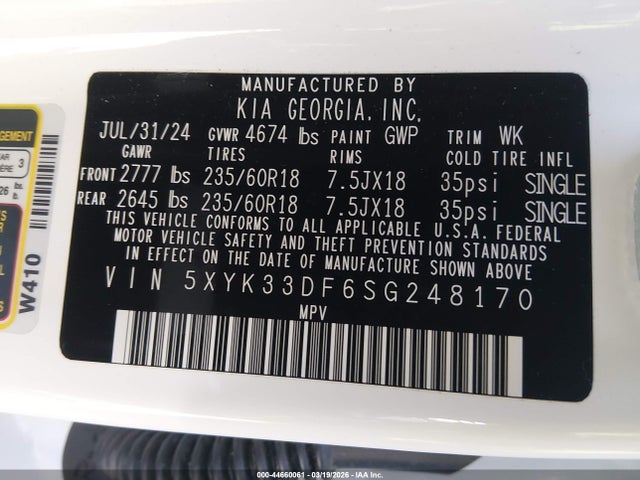 MANUFACTURED BY
KIA GEORGIA, INC.
JUL/31/24 GVWR 4674 lbs PAINT GWP TRIM WK
GAWR TIRES RIMS COLD TIRE INFL
FRONT 2777 lbs 235/60R18 7.5JX18 35psi SINGLE
REAR 2645 lbs 235/60R18 7.5JX18 35psi SINGLE
THIS VEHICLE CONFORMS TO ALL APPLICABLE U.S.A. FEDERAL
MOTOR VEHICLE SAFETY AND THEFT PREVENTION STANDARDS
IN EFFECT ON THE DATE OF MANUFACTURE SHOWN ABOVE
VIN 5XYK33DF6SG248170
MPV
W410
3
lbs.
000-44660061 - 03/19/2026 - IAAI, Inc.